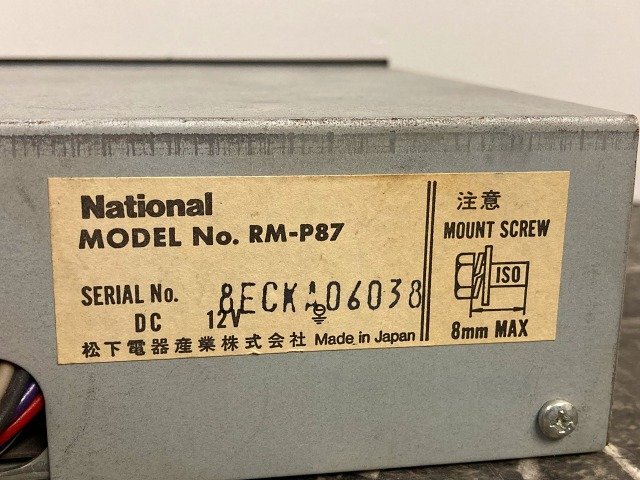 National
MODEL No. RM-P87
SERIAL No. 8ECKA06038
DC 12V
松下電器産業株式会社 Made in Japan
注意
MOUNT SCREW
ISO
8mm MAX